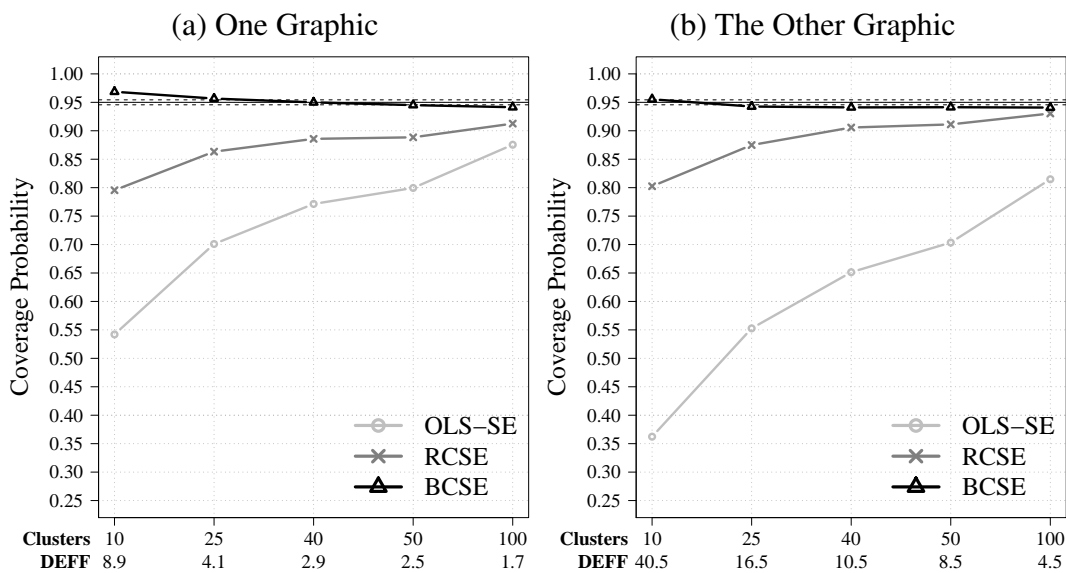 (a) One Graphic
1.00
0.95
0.90
0.85
0.80
0.75
0.70
0.65
0.60
0.55
0.50
0.45
0.40
0.35
0.30
0.25
Coverage Probability
OLS−SE
RCSE
BCSE
Clusters 10 25 40 50 100
DEFF 8.9 4.1 2.9 2.5 1.7
(b) The Other Graphic
1.00
0.95
0.90
0.85
0.80
0.75
0.70
0.65
0.60
0.55
0.50
0.45
0.40
0.35
0.30
0.25
Coverage Probability
OLS−SE
RCSE
BCSE
Clusters 10 25 40 50 100
DEFF 40.5 16.5 10.5 8.5 4.5